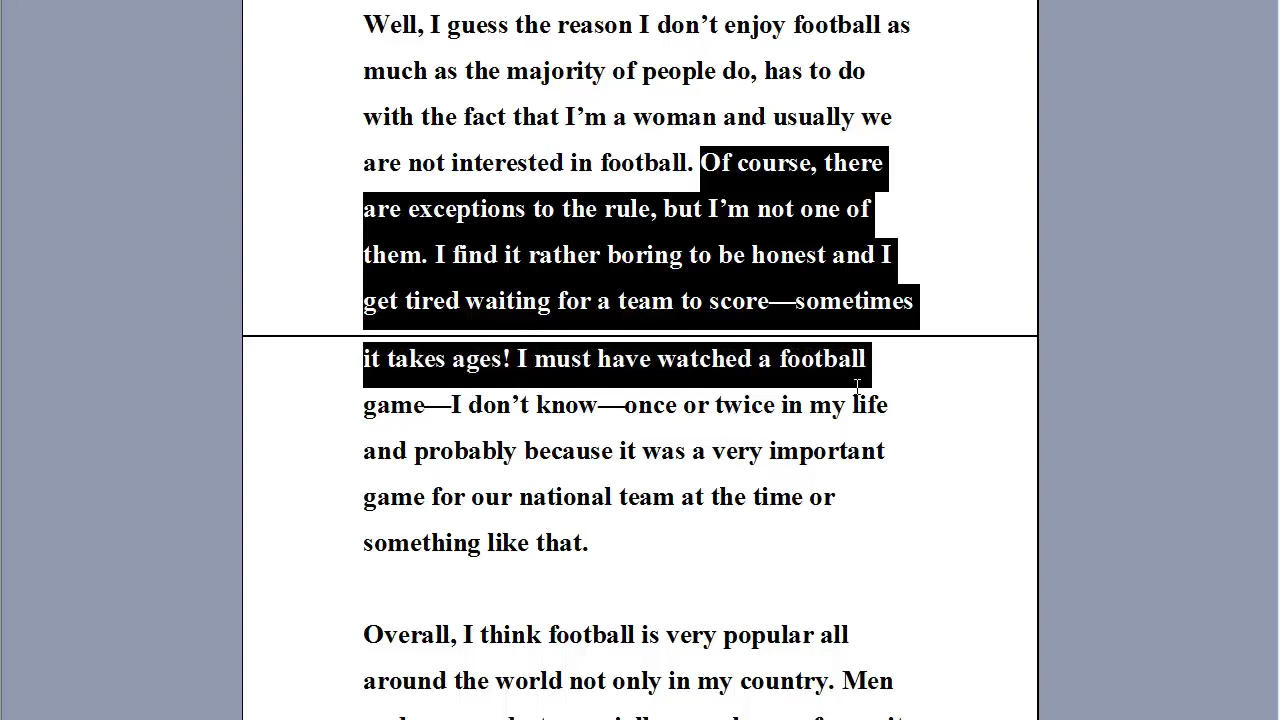 Well, I guess the reason I don’t enjoy football as
much as the majority of people do, has to do
with the fact that I’m a woman and usually we
are not interested in football. Of course, there
are exceptions to the rule, but I’m not one of
them. I find it rather boring to be honest and I
get tired waiting for a team to score—sometimes
it takes ages! I must have watched a football
game—I don’t know—once or twice in my life
and probably because it was a very important
game for our national team at the time or
something like that.
Overall, I think football is very popular all
around the world not only in my country. Men